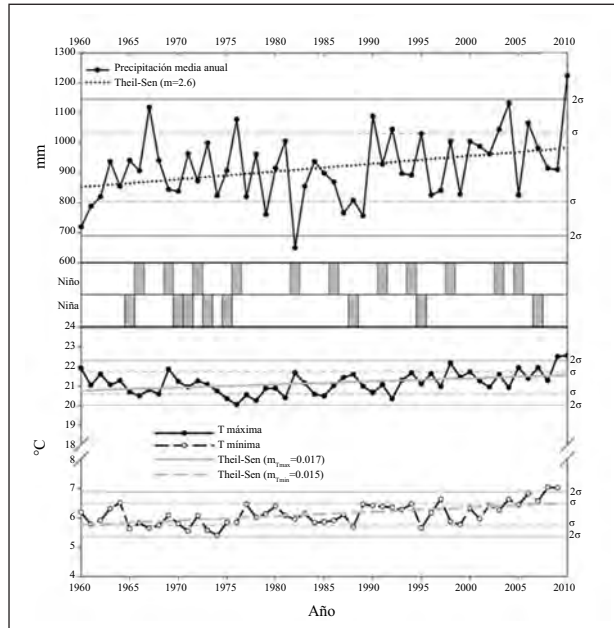 1960 1965 1970 1975 1980 1985 1990 1995 2000 2005 2010
1300
Precipitación media anual
Theil-Sen (m=2.6)
1200
1100
2σ
σ
1000
mm
900
800
σ
700
2σ
600
Niño
Niña
24
22
2σ
σ
21
σ
20
2σ
19
18
°C
T máxima
T mínima
Theil-Sen (mTmax=0.017)
Theil-Sen (mTmin=0.015)
8
7
2σ
σ
6
σ
5
2σ
4
1960 1965 1970 1975 1980 1985 1990 1995 2000 2005 2010
Año